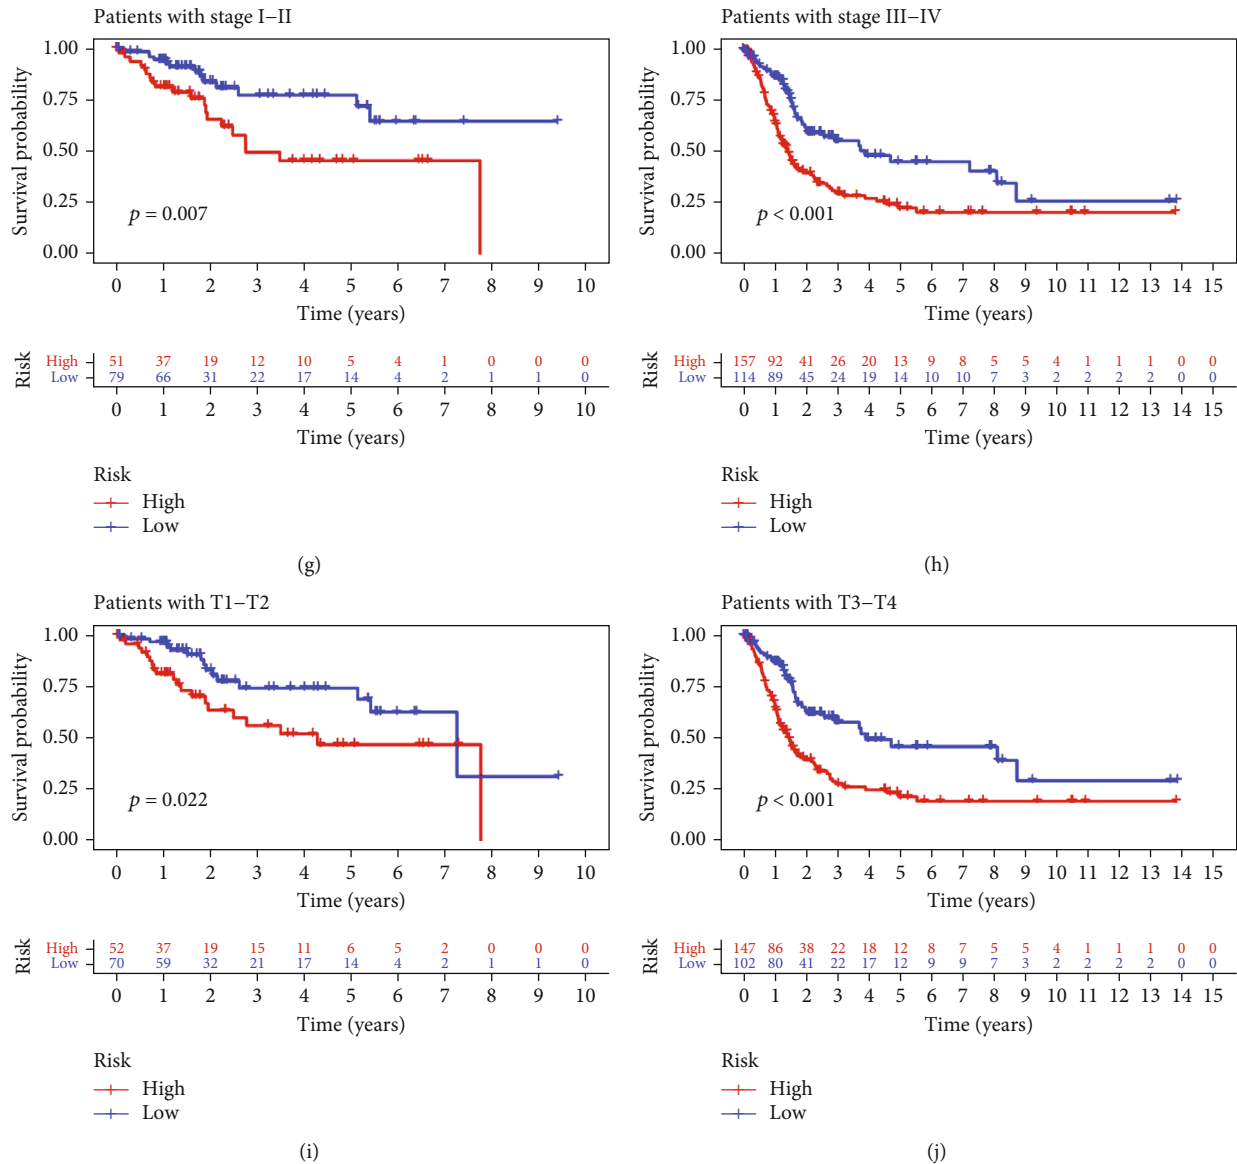 Patients with stage I–II
Survival probability
1.00
0.75
0.50
0.25
0.00
p = 0.007
0 1 2 3 4 5 6 7 8 9 10
Time (years)
Risk
High 51 37 19 12 10 5 4 1 0 0 0
Low 79 66 31 22 17 14 4 2 1 1 0
0 1 2 3 4 5 6 7 8 9 10
Time (years)
Risk
High
Low
(g)
Patients with stage III–IV
Survival probability
1.00
0.75
0.50
0.25
0.00
p < 0.001
0 1 2 3 4 5 6 7 8 9 10 11 12 13 14 15
Time (years)
Risk
High 157 92 41 26 20 13 9 8 5 5 4 1 1 1 0 0
Low 114 89 45 24 19 14 10 10 7 3 2 2 2 2 0 0
0 1 2 3 4 5 6 7 8 9 10 11 12 13 14 15
Time (years)
Risk
High
Low
(h)
Patients with T1–T2
Survival probability
1.00
0.75
0.50
0.25
0.00
p = 0.022
0 1 2 3 4 5 6 7 8 9 10
Time (years)
Risk
High 52 37 19 15 11 6 5 2 0 0 0
Low 70 59 32 21 17 14 4 2 1 1 0
0 1 2 3 4 5 6 7 8 9 10
Time (years)
Risk
High
Low
(i)
Patients with T3–T4
Survival probability
1.00
0.75
0.50
0.25
0.00
p < 0.001
0 1 2 3 4 5 6 7 8 9 10 11 12 13 14 15
Time (years)
Risk
High 147 86 38 22 18 12 8 7 5 5 4 1 1 1 0 0
Low 102 80 41 22 17 12 9 9 7 3 2 2 2 2 0 0
0 1 2 3 4 5 6 7 8 9 10 11 12 13 14 15
Time (years)
Risk
High
Low
(j)